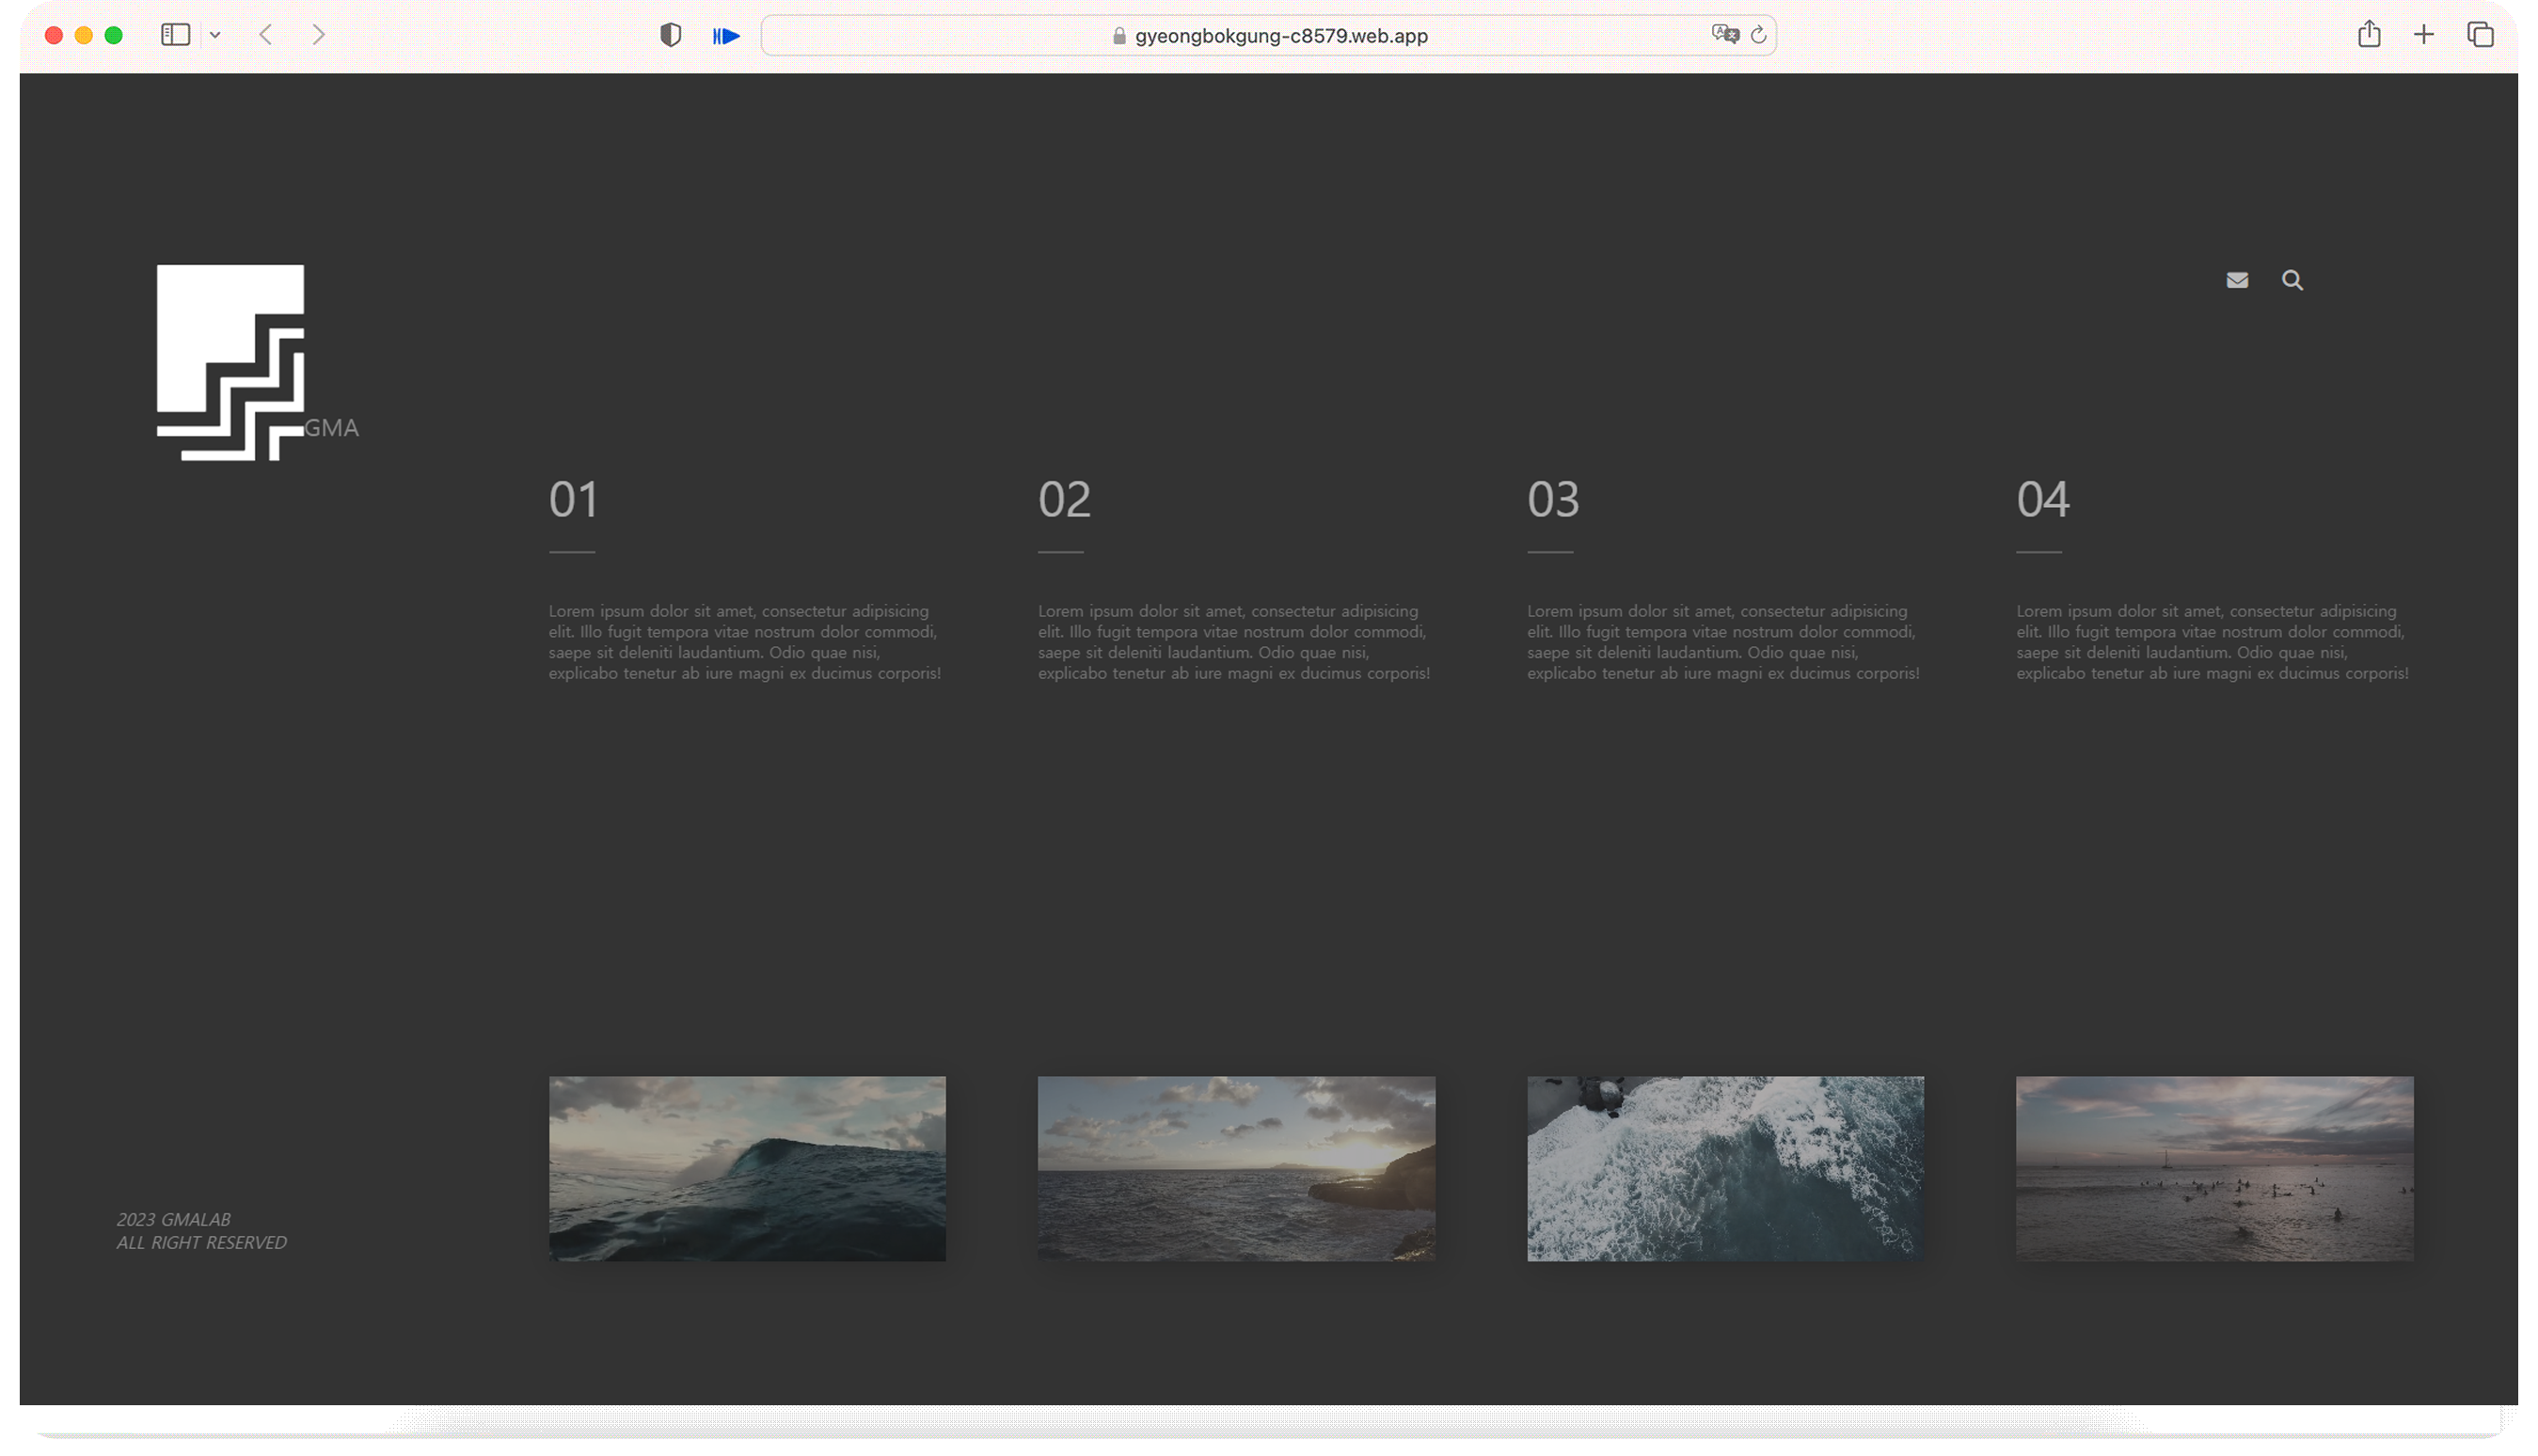 gyeongbokgung-c8579.web.app
GMA
01
Lorem ipsum dolor sit amet, consectetur adipisicing
elit. Illo fugit tempora vitae nostrum dolor commodi,
saepe sit deleniti laudantium. Odio quae nisi,
explicabo tenetur ab iure magni ex ducimus corporis!
02
Lorem ipsum dolor sit amet, consectetur adipisicing
elit. Illo fugit tempora vitae nostrum dolor commodi,
saepe sit deleniti laudantium. Odio quae nisi,
explicabo tenetur ab iure magni ex ducimus corporis!
03
Lorem ipsum dolor sit amet, consectetur adipisicing
elit. Illo fugit tempora vitae nostrum dolor commodi,
saepe sit deleniti laudantium. Odio quae nisi,
explicabo tenetur ab iure magni ex ducimus corporis!
04
Lorem ipsum dolor sit amet, consectetur adipisicing
elit. Illo fugit tempora vitae nostrum dolor commodi,
saepe sit deleniti laudantium. Odio quae nisi,
explicabo tenetur ab iure magni ex ducimus corporis!
2023 GMALAB
ALL RIGHT RESERVED